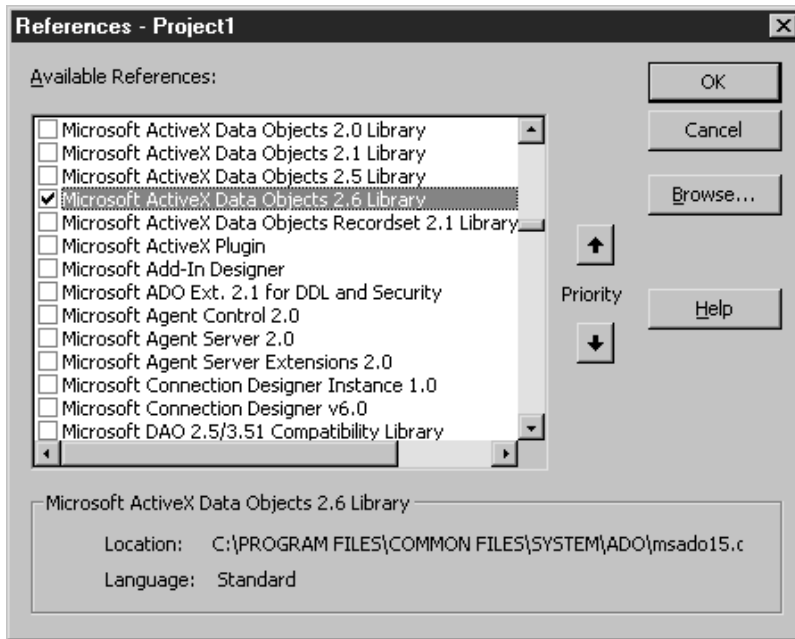 References - Project1
Available References:
Microsoft ActiveX Data Objects 2.0 Library
Microsoft ActiveX Data Objects 2.1 Library
Microsoft ActiveX Data Objects 2.5 Library
Microsoft ActiveX Data Objects 2.6 Library
Microsoft ActiveX Data Objects Recordset 2.1 Library
Microsoft ActiveX Plugin
Microsoft Add-In Designer
Microsoft ADO Ext. 2.1 for DDL and Security
Microsoft Agent Control 2.0
Microsoft Agent Server 2.0
Microsoft Agent Server Extensions 2.0
Microsoft Connection Designer Instance 1.0
Microsoft Connection Designer v6.0
Microsoft DAO 2.5/3.51 Compatibility Library
Priority
OK
Cancel
Browse...
Help
Microsoft ActiveX Data Objects 2.6 Library
Location: C:\PROGRAM FILES\COMMON FILES\SYSTEM\ADO\msado15.c
Language: Standard